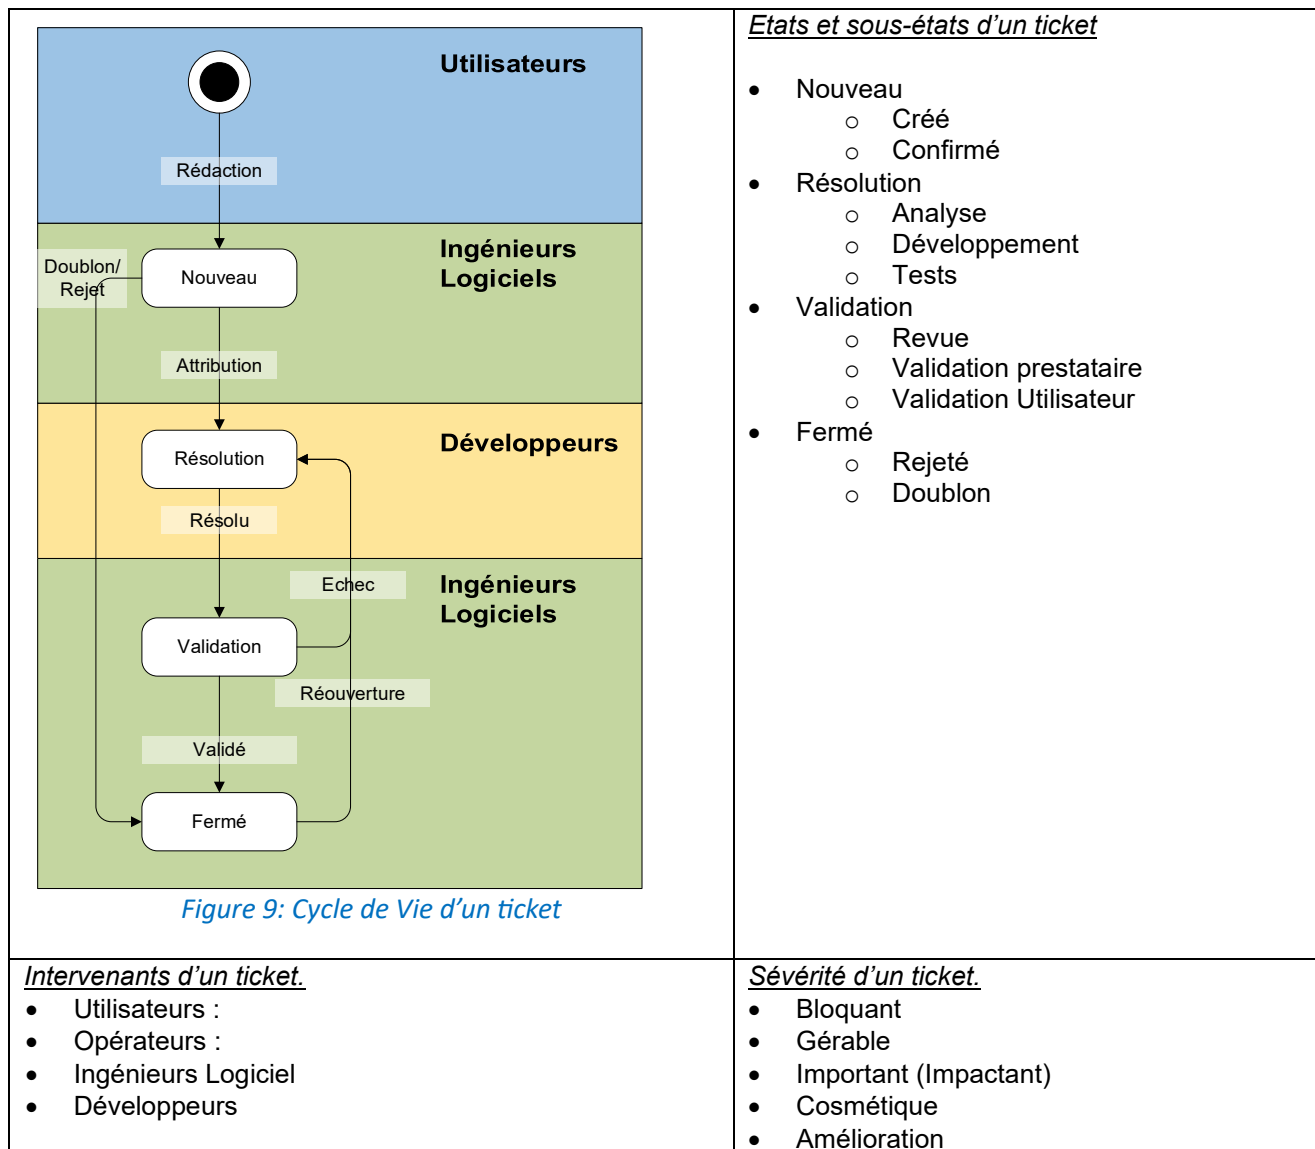 Utilisateurs
Rédaction
Ingénieurs
Logiciels
Doublon/
Rejet
Nouveau
Attribution
Développeurs
Résolution
Résolu
Ingénieurs
Logiciels
Echec
Validation
Réouverture
Validé
Fermé
Figure 9: Cycle de Vie d’un ticket
Etats et sous-états d’un ticket
• Nouveau
o Créé
o Confirmé
• Résolution
o Analyse
o Développement
o Tests
• Validation
o Revue
o Validation prestataire
o Validation Utilisateur
• Fermé
o Rejeté
o Doublon
Intervenants d’un ticket.
• Utilisateurs :
• Opérateurs :
• Ingénieurs Logiciel
• Développeurs
Sévérité d’un ticket.
• Bloquant
• Gérable
• Important (Impactant)
• Cosmétique
• Amélioration